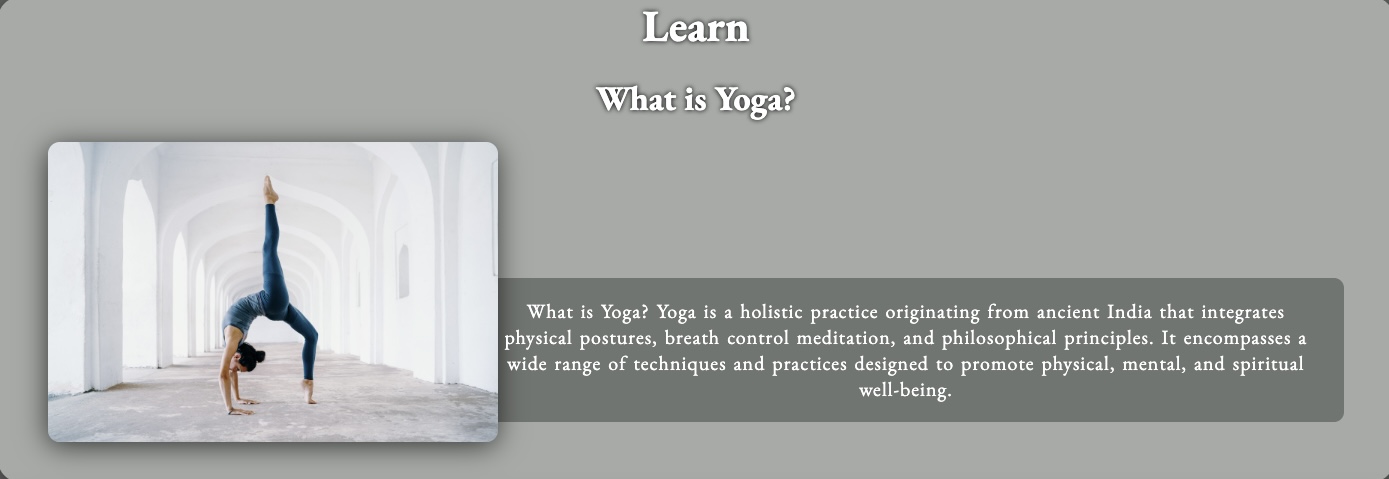 Learn
What is Yoga?
What is Yoga? Yoga is a holistic practice originating from ancient India that integrates
physical postures, breath control meditation, and philosophical principles. It encompasses a
wide range of techniques and practices designed to promote physical, mental, and spiritual
well-being.